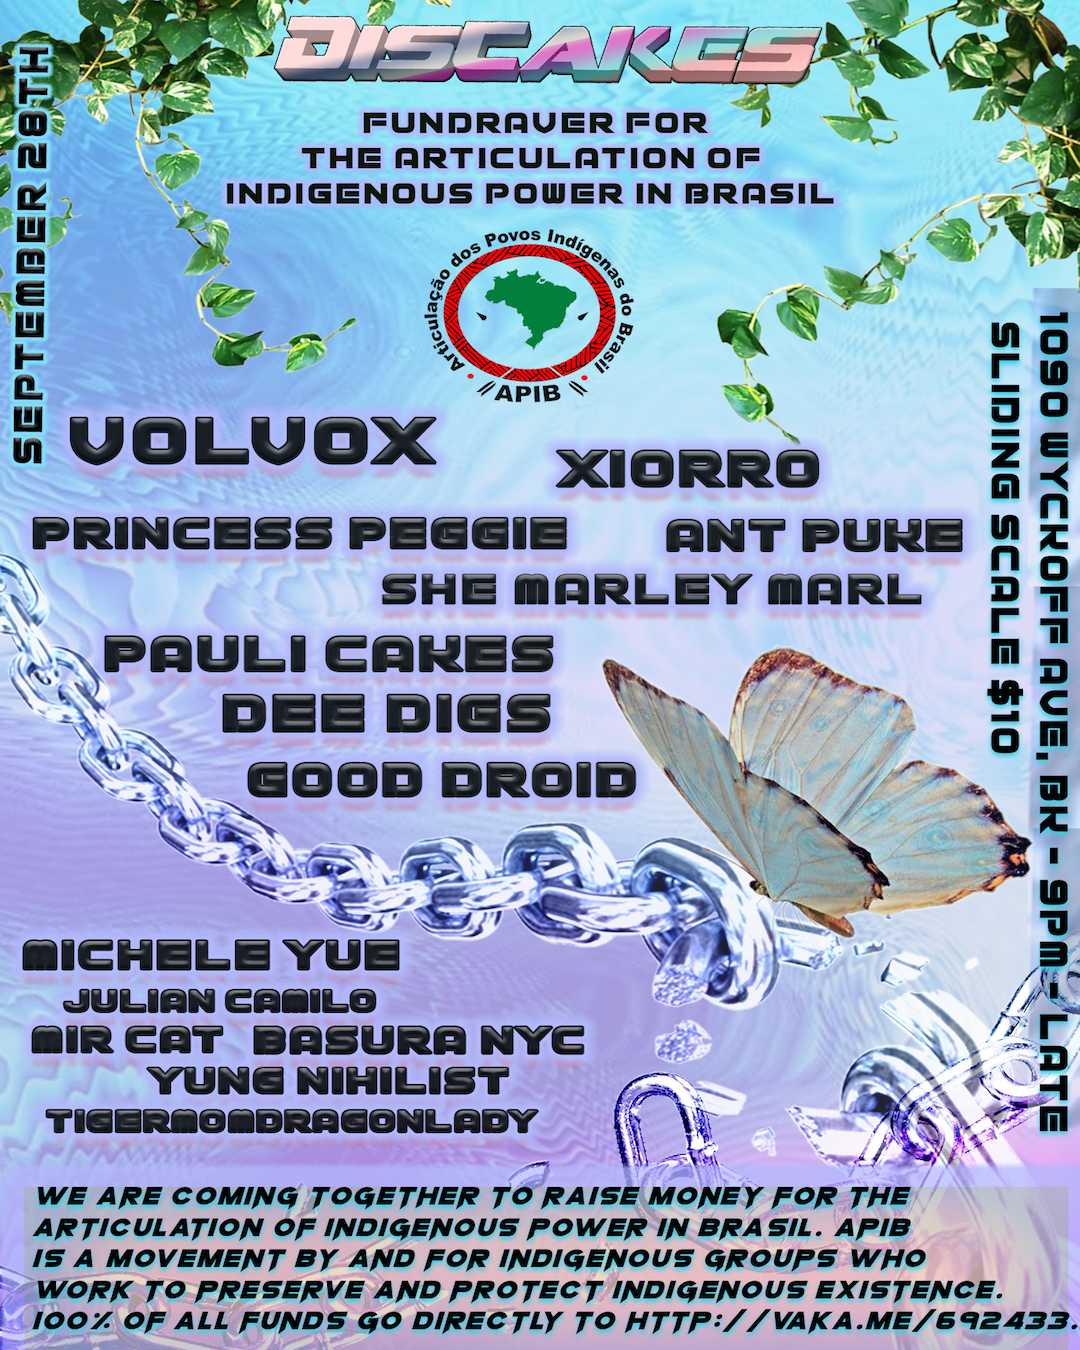 DISCAKES
FUNDRAVER FOR
THE ARTICULATION OF
INDIGENOUS POWER IN BRASIL
SEPTEMBER 28TH
Articulação dos Povos Indígenas do Brasil
APIB
1090 WYCKOFF AVE, BK - 9PM - LATE
SLIDING SCALE $10
VOLVOX
XIORRO
PRINCESS PEGGIE
ANT PUKE
SHE MARLEY MARL
PAULI CAKES
DEE DIGS
GOOD DROID
MICHELE YUE
JULIAN CAMILO
MIR CAT BASURA NYC
YUNG NIHILIST
TIGERMOMDRAGONLADY
WE ARE COMING TOGETHER TO RAISE MONEY FOR THE
ARTICULATION OF INDIGENOUS POWER IN BRASIL. APIB
IS A MOVEMENT BY AND FOR INDIGENOUS GROUPS WHO
WORK TO PRESERVE AND PROTECT INDIGENOUS EXISTENCE.
100% OF ALL FUNDS GO DIRECTLY TO HTTP://VAKA.ME/692433.